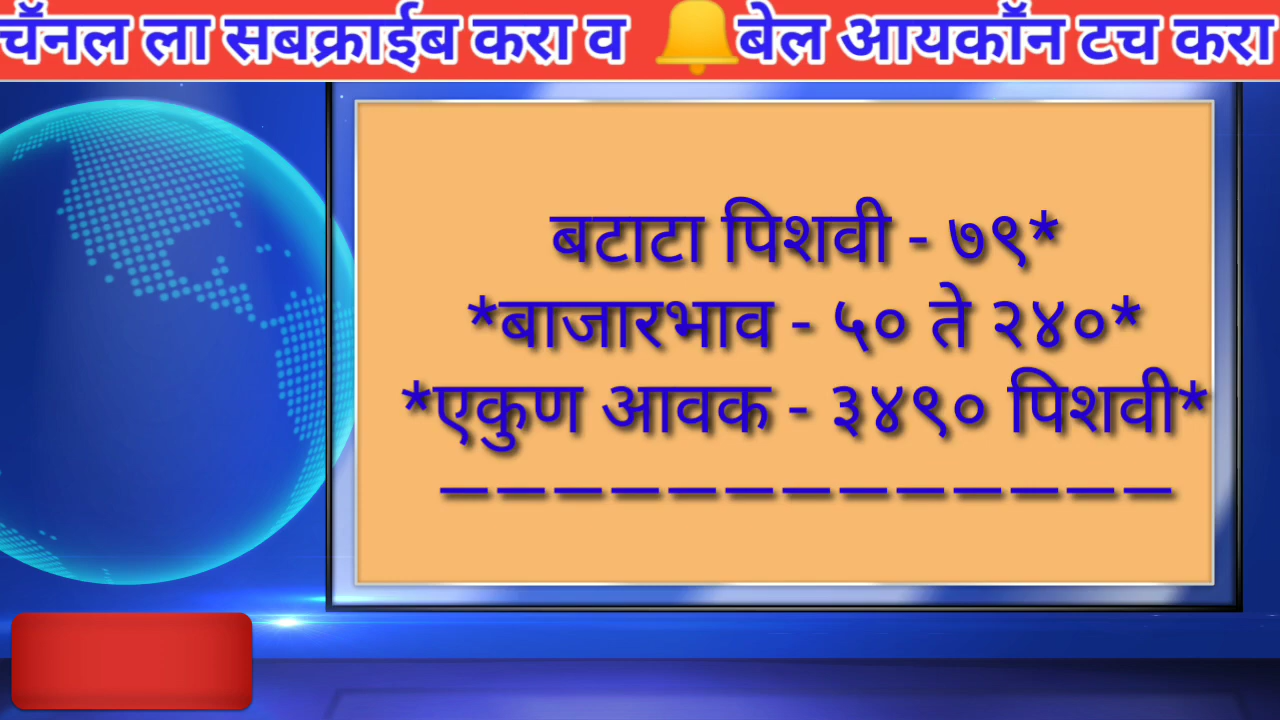 चॅंनल ला सबक्राईब करा व 🔔बेल आयकॉंन टच करा
बटाटा पिशवी - ७९*
*बाजारभाव - ५० ते २४०*
*एकुण आवक - ३४९० पिशवी*
—————————————